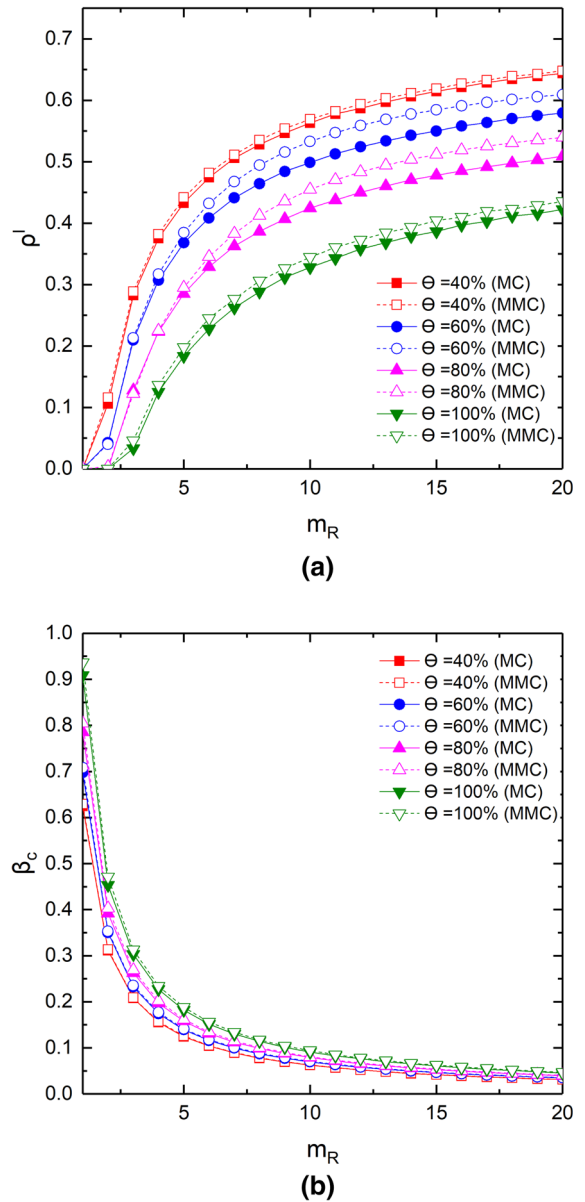 0.7
0.6
0.5
0.4
0.3
0.2
0.1
0.0
ρᴵ
ϴ =40% (MC)
ϴ =40% (MMC)
ϴ =60% (MC)
ϴ =60% (MMC)
ϴ =80% (MC)
ϴ =80% (MMC)
ϴ =100% (MC)
ϴ =100% (MMC)
5 10 15 20
m_R
(a)
1.0
0.9
0.8
0.7
0.6
0.5
0.4
0.3
0.2
0.1
0.0
β_c
ϴ =40% (MC)
ϴ =40% (MMC)
ϴ =60% (MC)
ϴ =60% (MMC)
ϴ =80% (MC)
ϴ =80% (MMC)
ϴ =100% (MC)
ϴ =100% (MMC)
5 10 15 20
m_R
(b)